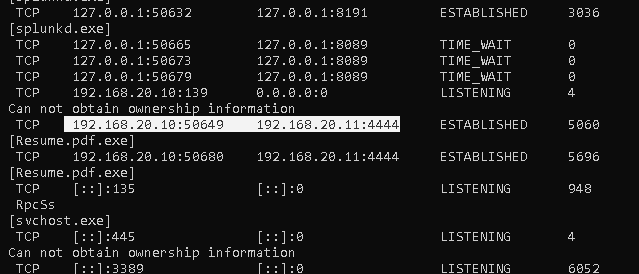 [splunkd.exe]
TCP 127.0.0.1:50632 127.0.0.1:8191 ESTABLISHED 3036
[splunkd.exe]
TCP 127.0.0.1:50665 127.0.0.1:8089 TIME_WAIT 0
TCP 127.0.0.1:50673 127.0.0.1:8089 TIME_WAIT 0
TCP 127.0.0.1:50679 127.0.0.1:8089 TIME_WAIT 0
TCP 192.168.20.10:139 0.0.0.0:0 LISTENING 4
Can not obtain ownership information
TCP 192.168.20.10:50649 192.168.20.11:4444 ESTABLISHED 5060
[Resume.pdf.exe]
TCP 192.168.20.10:50680 192.168.20.11:4444 ESTABLISHED 5696
[Resume.pdf.exe]
TCP [::]:135 [::]:0 LISTENING 948
RpcSs
[svchost.exe]
TCP [::]:445 [::]:0 LISTENING 4
Can not obtain ownership information
TCP [::]:3389 [::]:0 LISTENING 6052